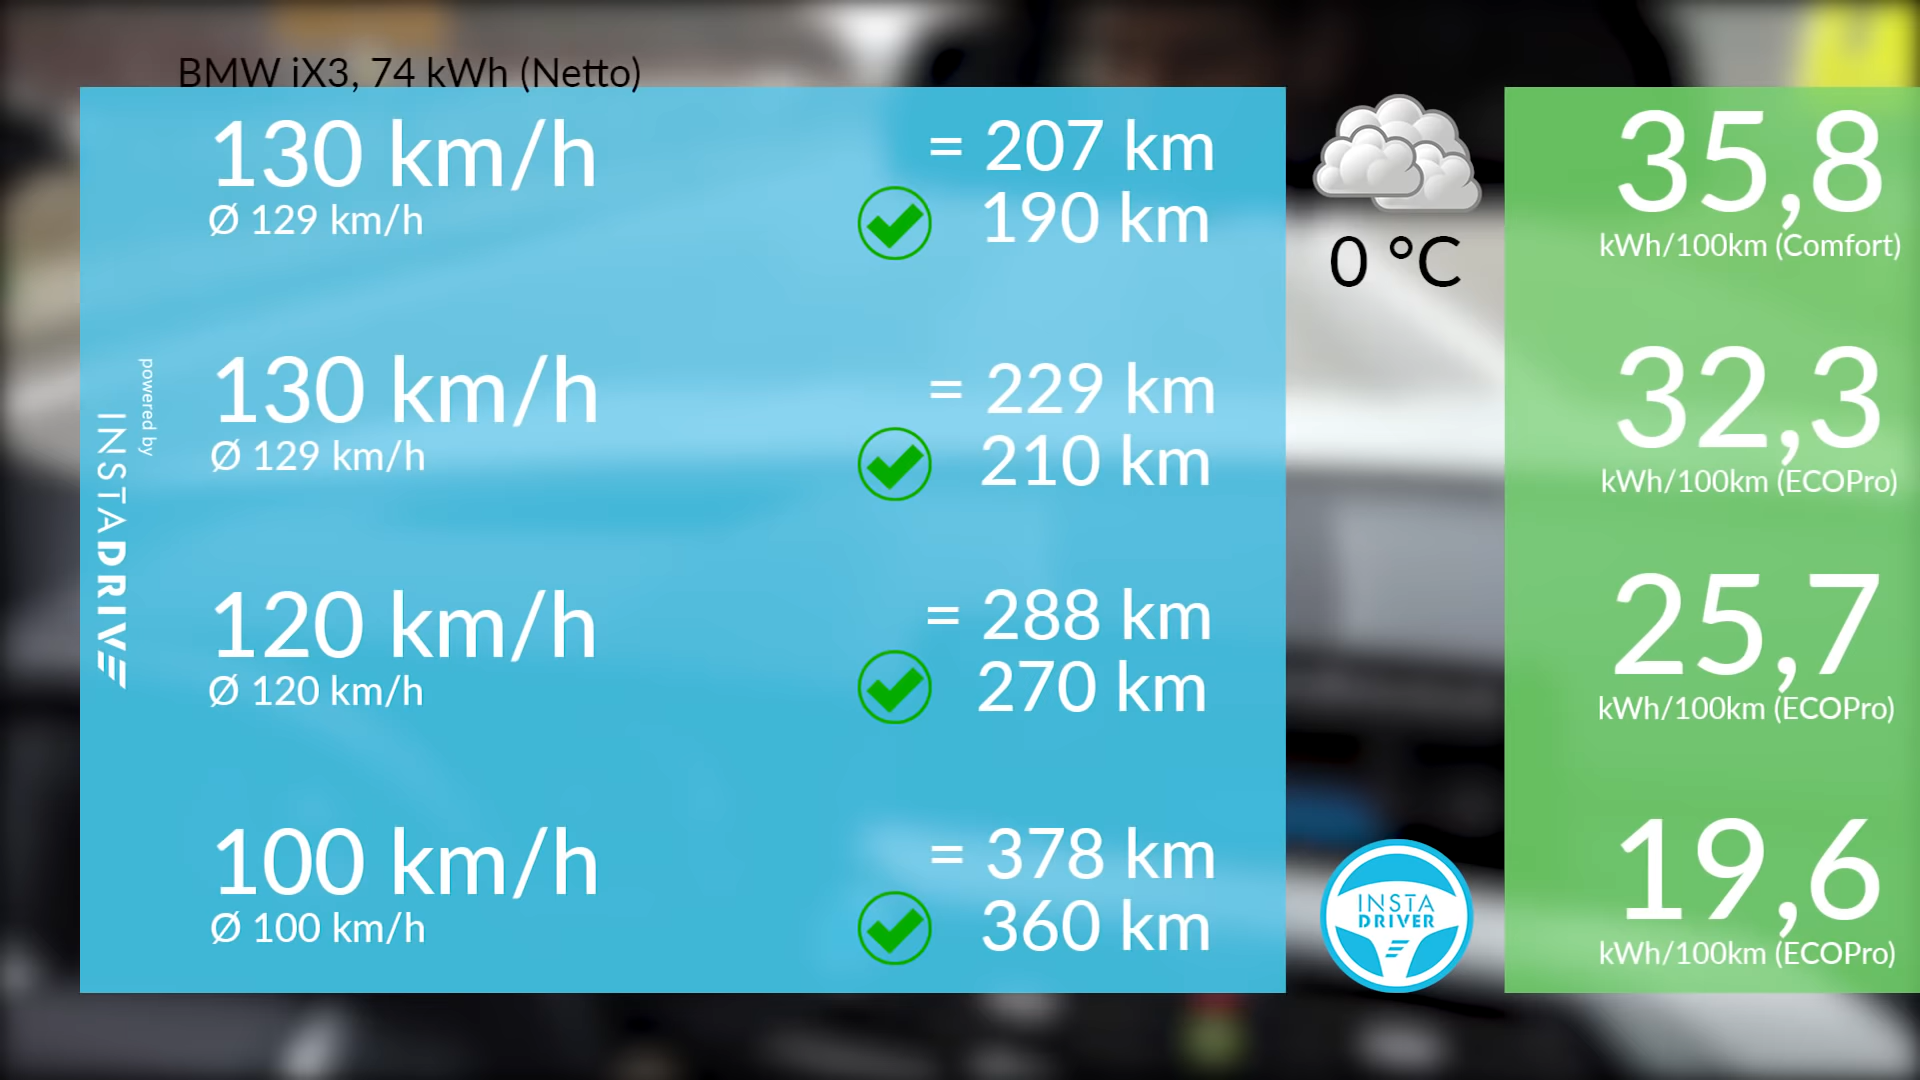 BMW iX3, 74 kWh (Netto)
130 km/h
Ø 129 km/h
= 207 km
190 km
0 °C
35,8
kWh/100km (Comfort)
130 km/h
Ø 129 km/h
= 229 km
210 km
32,3
kWh/100km (ECOPro)
powered by
INSTADRIVE
120 km/h
Ø 120 km/h
= 288 km
270 km
25,7
kWh/100km (ECOPro)
100 km/h
Ø 100 km/h
= 378 km
360 km
INSTA
DRIVER
19,6
kWh/100km (ECOPro)